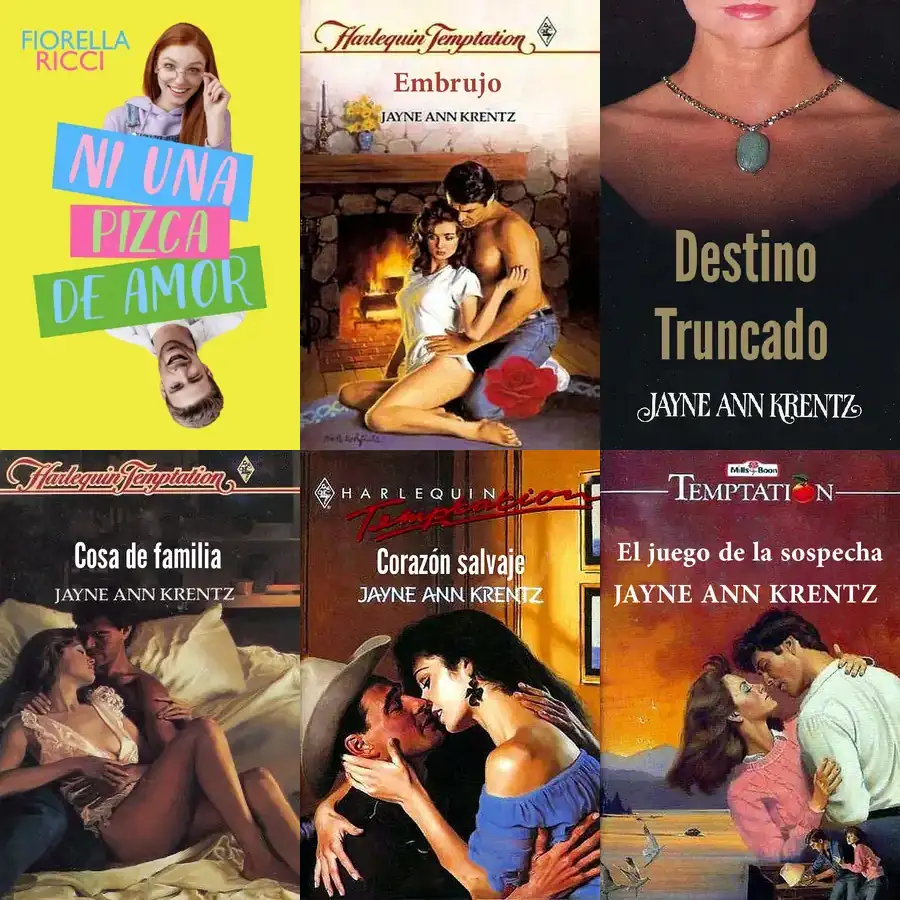 FIORELLA
RICCI
NI UNA
PIZCA
DE AMOR
Harlequin Temptation
Embrujo
JAYNE ANN KRENTZ
Destino
Truncado
JAYNE ANN KRENTZ
Harlequin Temptation
Cosa de familia
JAYNE ANN KRENTZ
HARLEQUIN
Temptation
Corazón salvaje
JAYNE ANN KRENTZ
Mills & Boon
TEMPTATION
El juego de la sospecha
JAYNE ANN KRENTZ